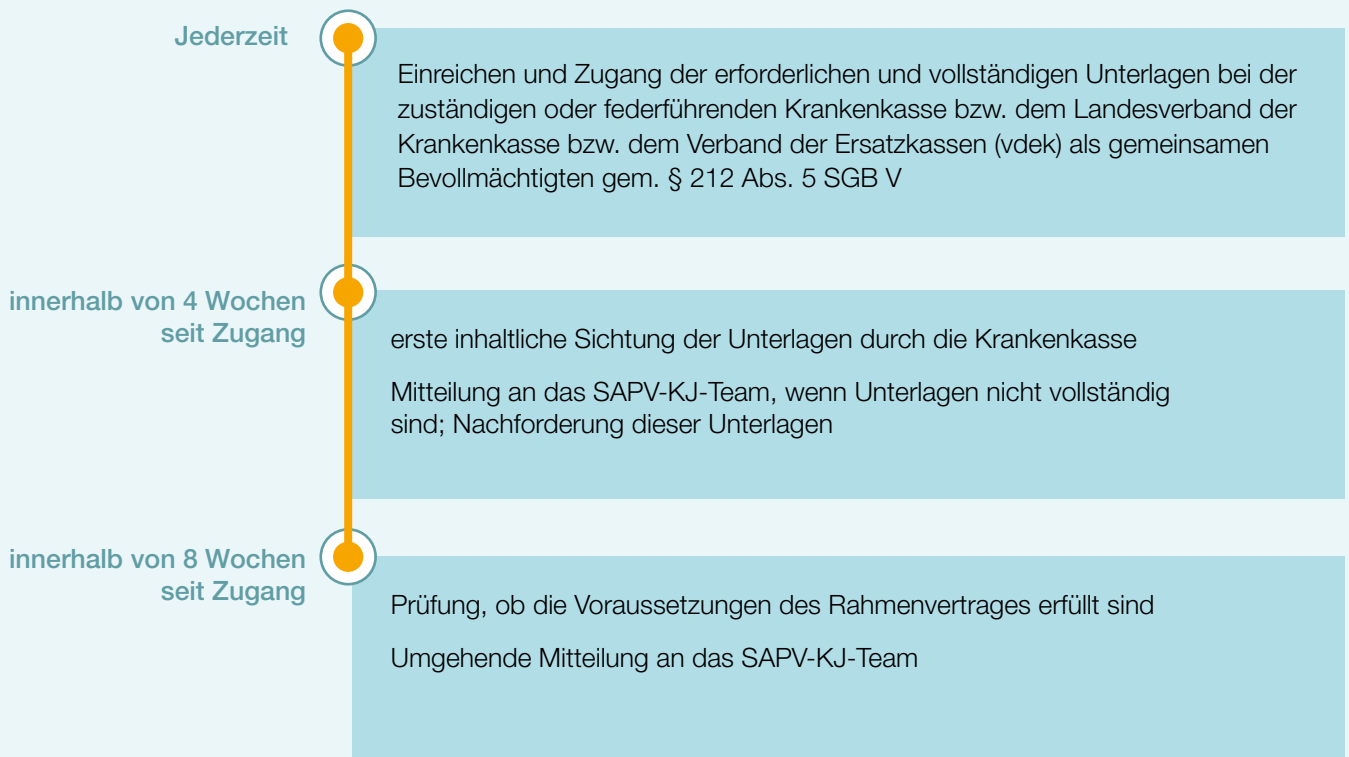 Jederzeit
Einreichen und Zugang der erforderlichen und vollständigen Unterlagen bei der
zuständigen oder federführenden Krankenkasse bzw. dem Landesverband der
Krankenkasse bzw. dem Verband der Ersatzkassen (vdek) als gemeinsamen
Bevollmächtigten gem. § 212 Abs. 5 SGB V
innerhalb von 4 Wochen
seit Zugang
erste inhaltliche Sichtung der Unterlagen durch die Krankenkasse
Mitteilung an das SAPV-KJ-Team, wenn Unterlagen nicht vollständig
sind; Nachforderung dieser Unterlagen
innerhalb von 8 Wochen
seit Zugang
Prüfung, ob die Voraussetzungen des Rahmenvertrages erfüllt sind
Umgehende Mitteilung an das SAPV-KJ-Team